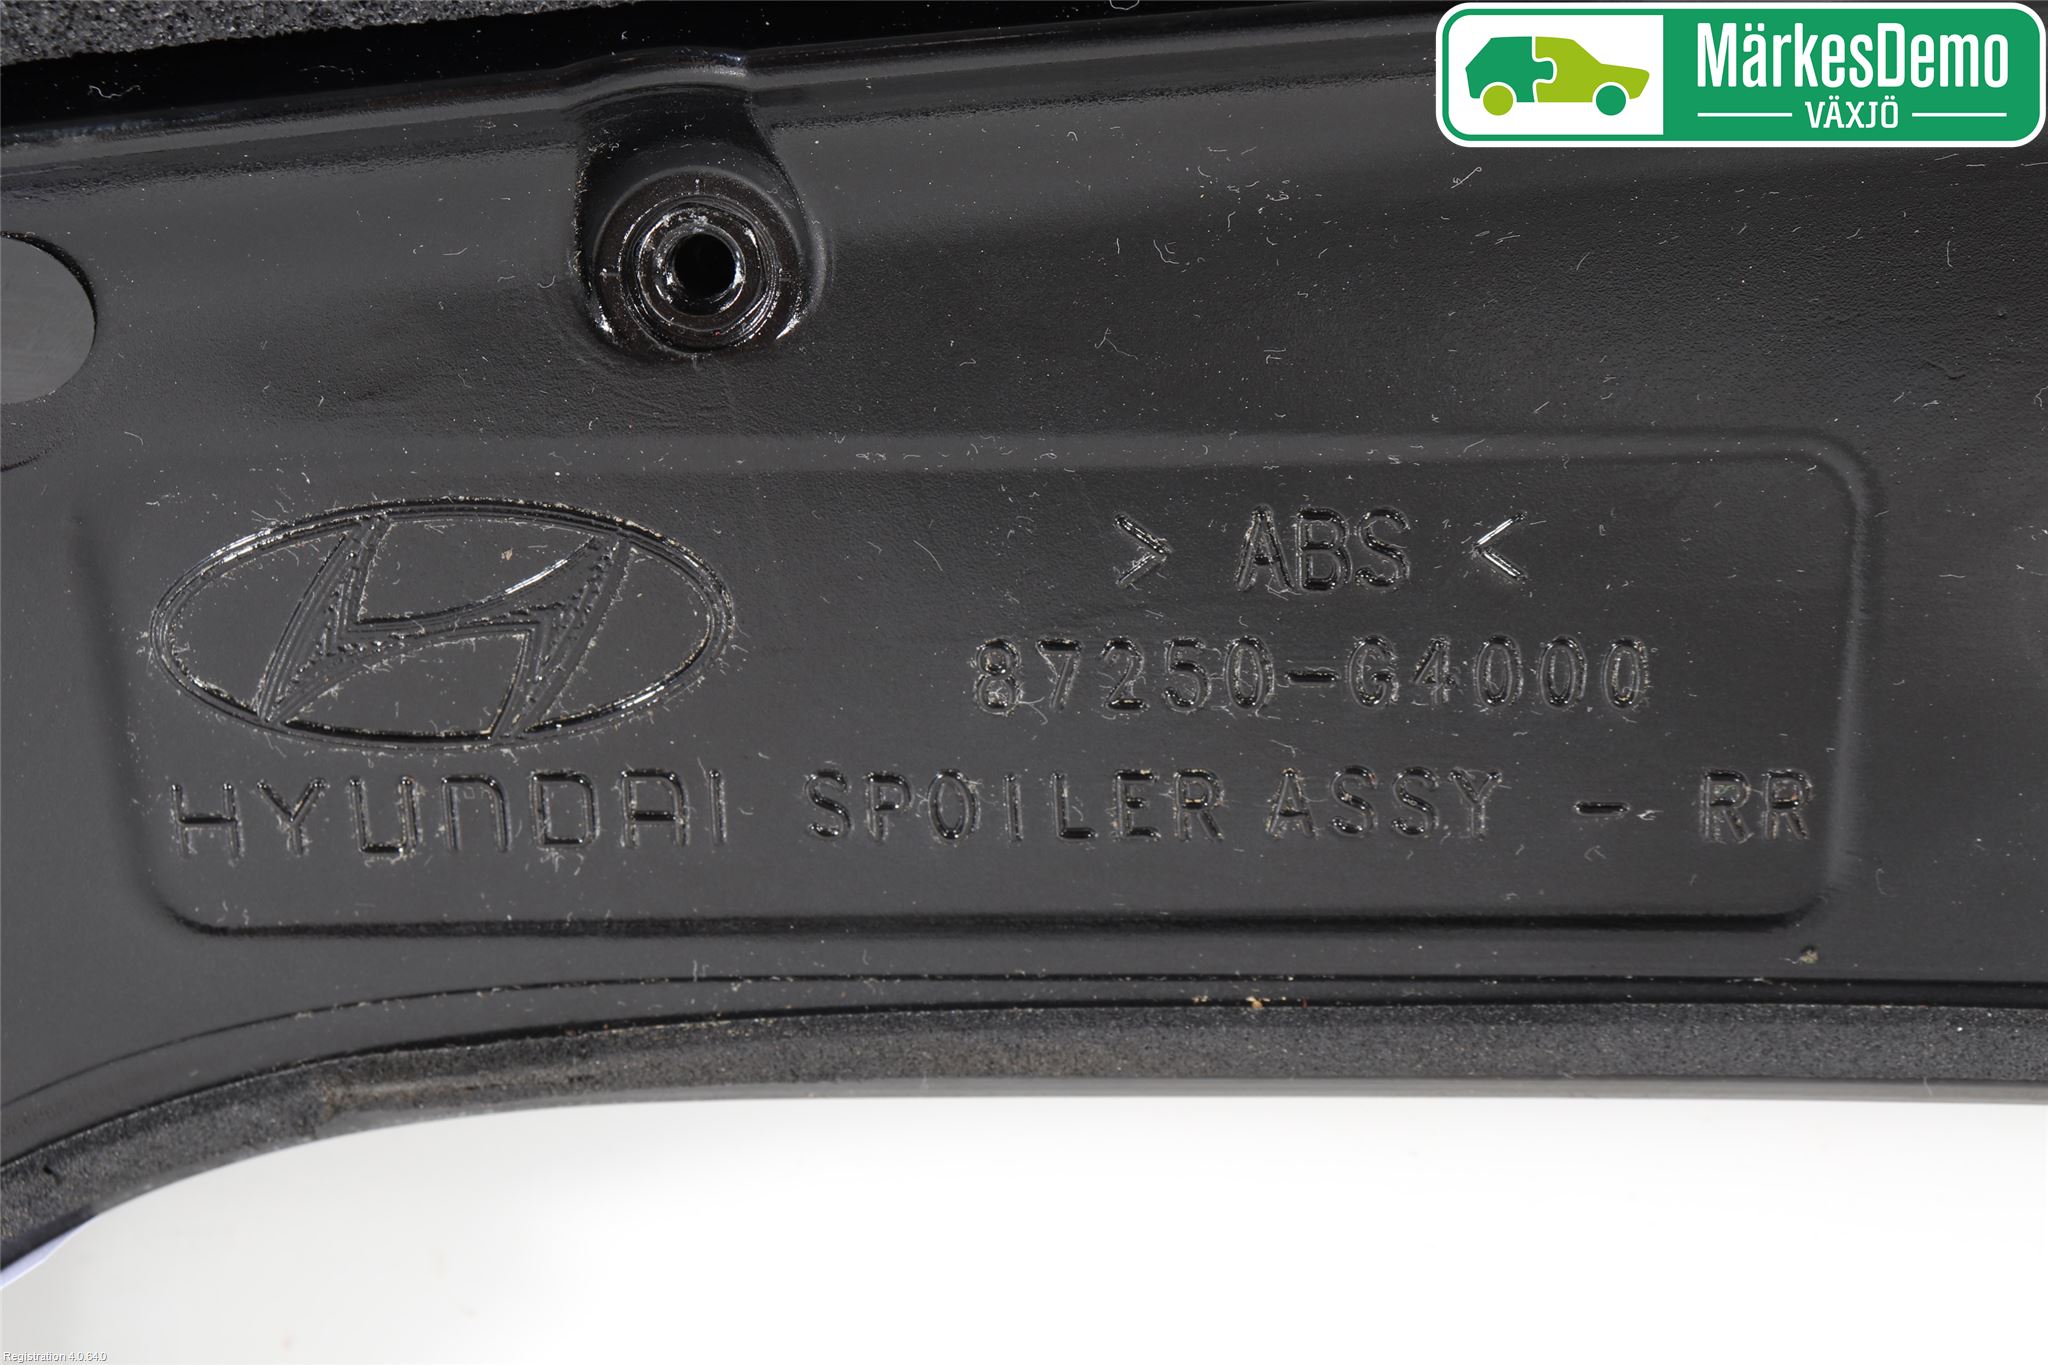 MärkesDemo
VÄXJÖ
> ABS <
87250-G4000
HYUNDAI SPOILER ASSY - RR
Registration 4.0.64.0